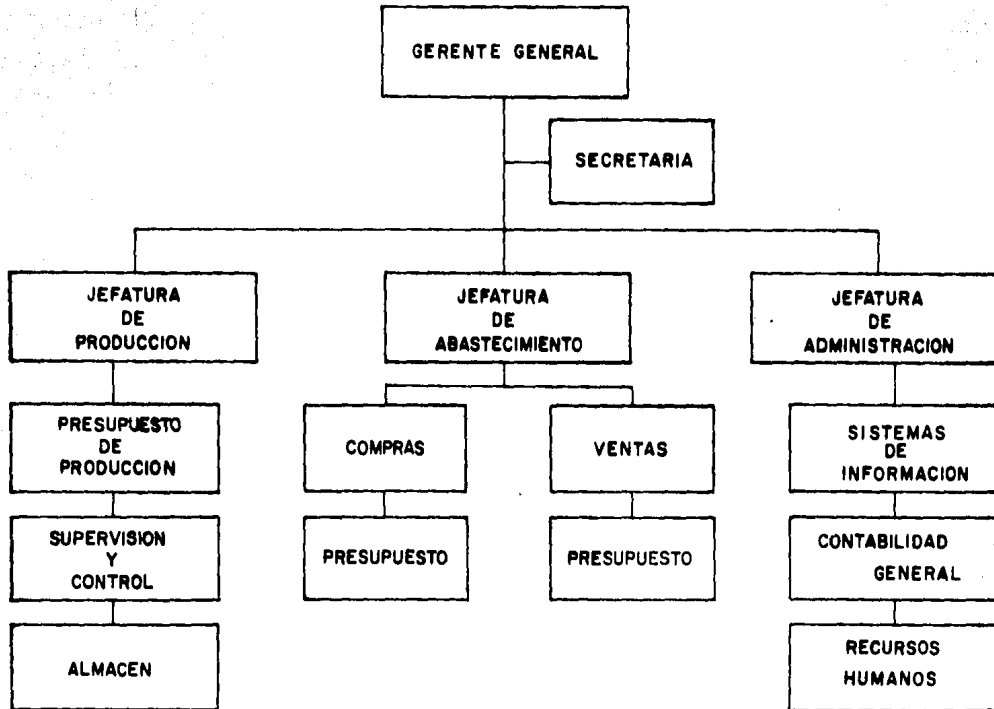 GERENTE GENERAL
SECRETARIA
JEFATURA
DE
PRODUCCION
JEFATURA
DE
ABASTECIMIENTO
JEFATURA
DE
ADMINISTRACION
PRESUPUESTO
DE
PRODUCCION
COMPRAS
VENTAS
SISTEMAS
DE
INFORMACION
SUPERVISION
Y
CONTROL
PRESUPUESTO
PRESUPUESTO
CONTABILIDAD
GENERAL
ALMACEN
RECURSOS
HUMANOS